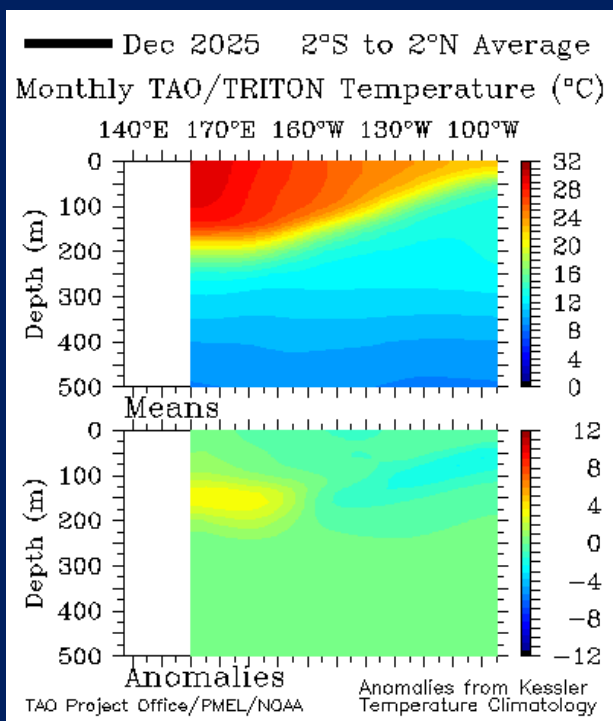 Dec 2025 2°S to 2°N Average
Monthly TAO/TRITON Temperature (°C)
140°E 170°E 160°W 130°W 100°W
0
100
200
300
400
500
Depth (m)
32
28
24
20
16
12
8
4
0
Means
0
100
200
300
400
500
Depth (m)
12
8
4
0
−4
−8
−12
Anomalies
TAO Project Office/PMEL/NOAA
Anomalies from Kessler
Temperature Climatology